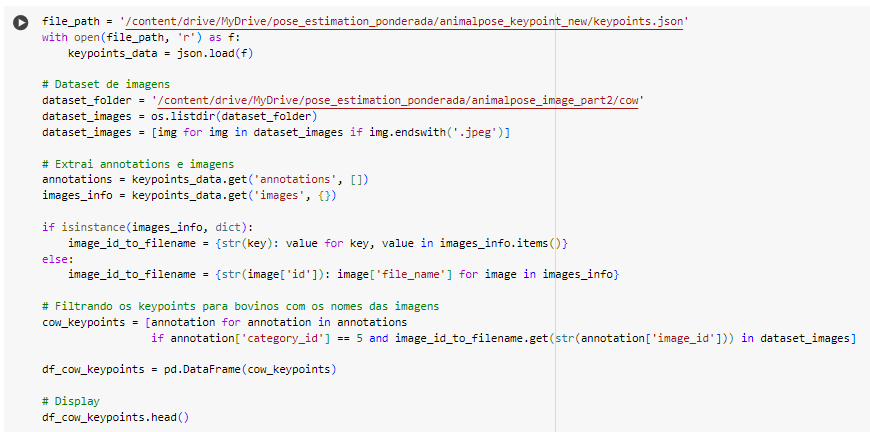 file_path = '/content/drive/MyDrive/pose_estimation_ponderada/animalpose_keypoint_new/keypoints.json'
with open(file_path, 'r') as f:
    keypoints_data = json.load(f)

# Dataset de imagens
dataset_folder = '/content/drive/MyDrive/pose_estimation_ponderada/animalpose_image_part2/cow'
dataset_images = os.listdir(dataset_folder)
dataset_images = [img for img in dataset_images if img.endswith('.jpeg')]

# Extrai annotations e imagens
annotations = keypoints_data.get('annotations', [])
images_info = keypoints_data.get('images', {})

if isinstance(images_info, dict):
    image_id_to_filename = {str(key): value for key, value in images_info.items()}
else:
    image_id_to_filename = {str(image['id']): image['file_name'] for image in images_info}

# Filtrando os keypoints para bovinos com os nomes das imagens
cow_keypoints = [annotation for annotation in annotations
                 if annotation['category_id'] == 5 and image_id_to_filename.get(str(annotation['image_id'])) in dataset_images]

df_cow_keypoints = pd.DataFrame(cow_keypoints)

# Display
df_cow_keypoints.head()